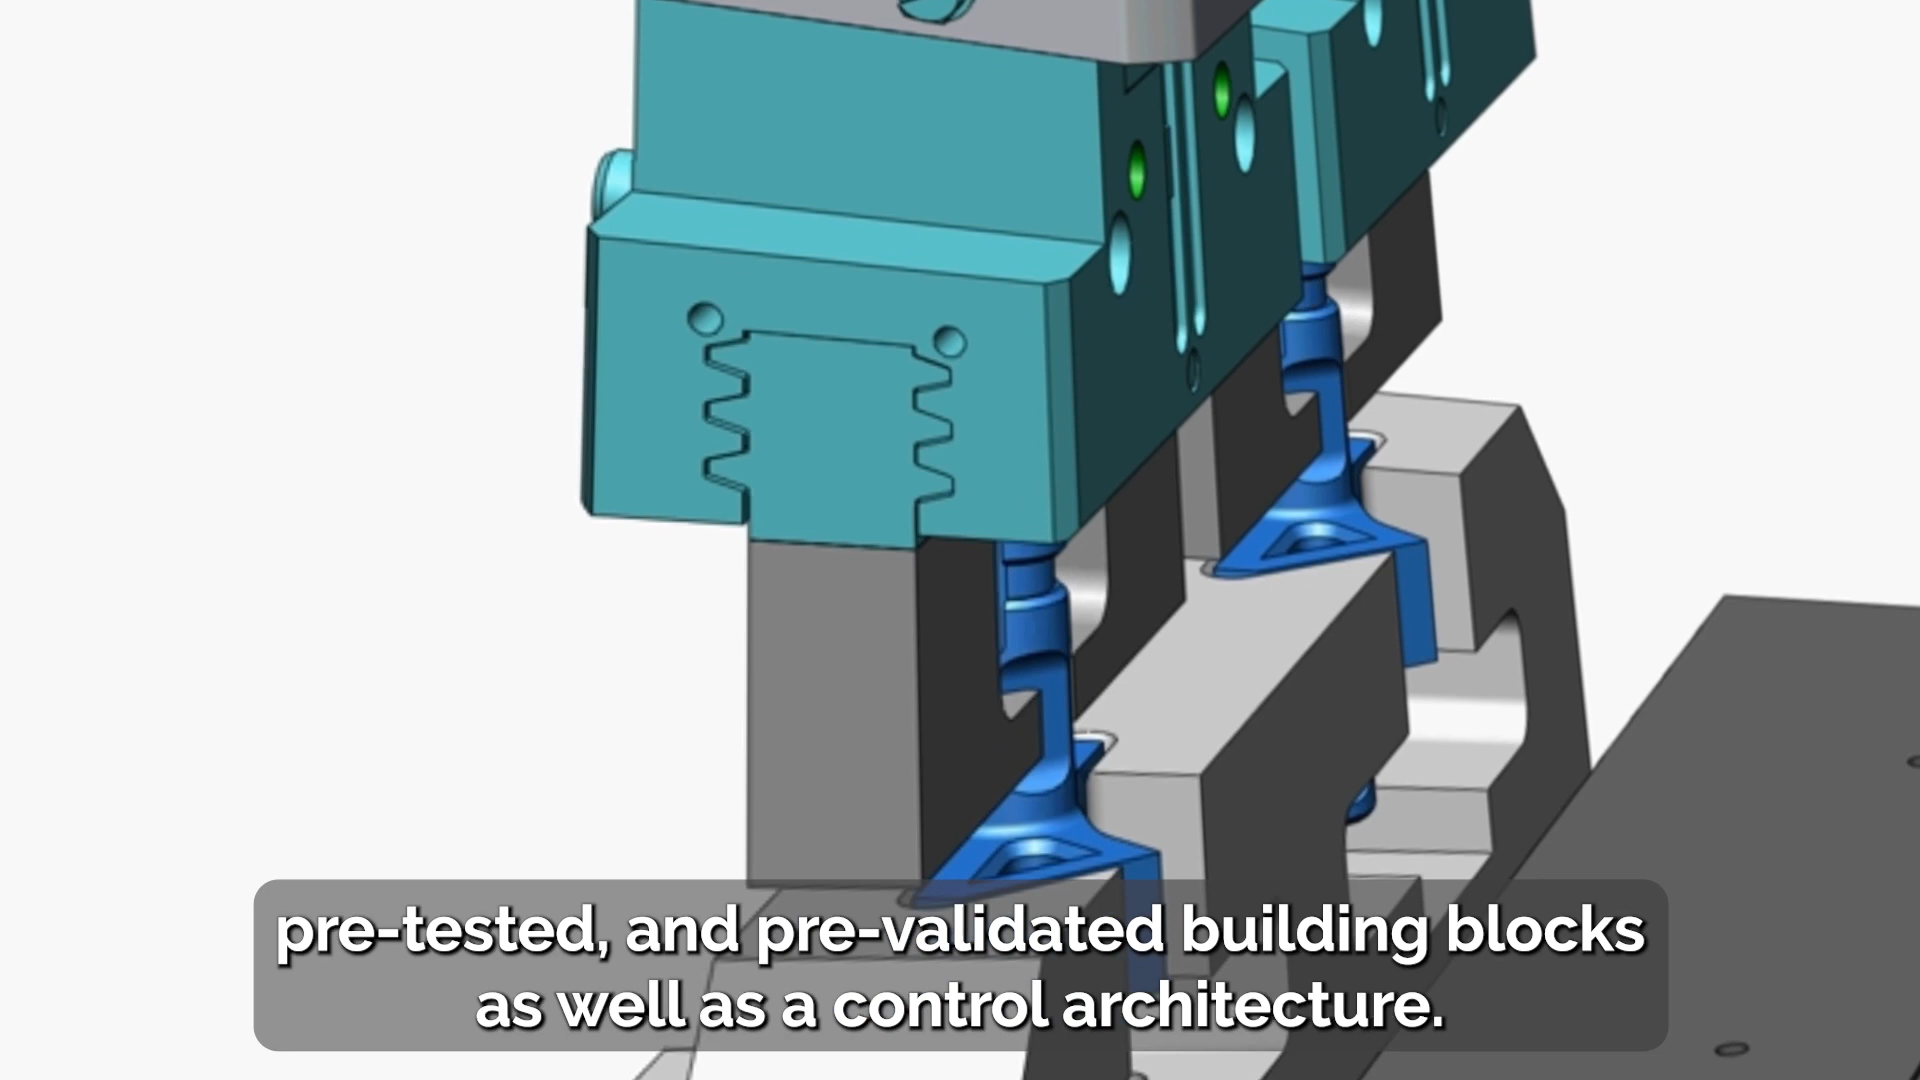 pre-tested, and pre-validated building blocks
as well as a control architecture.